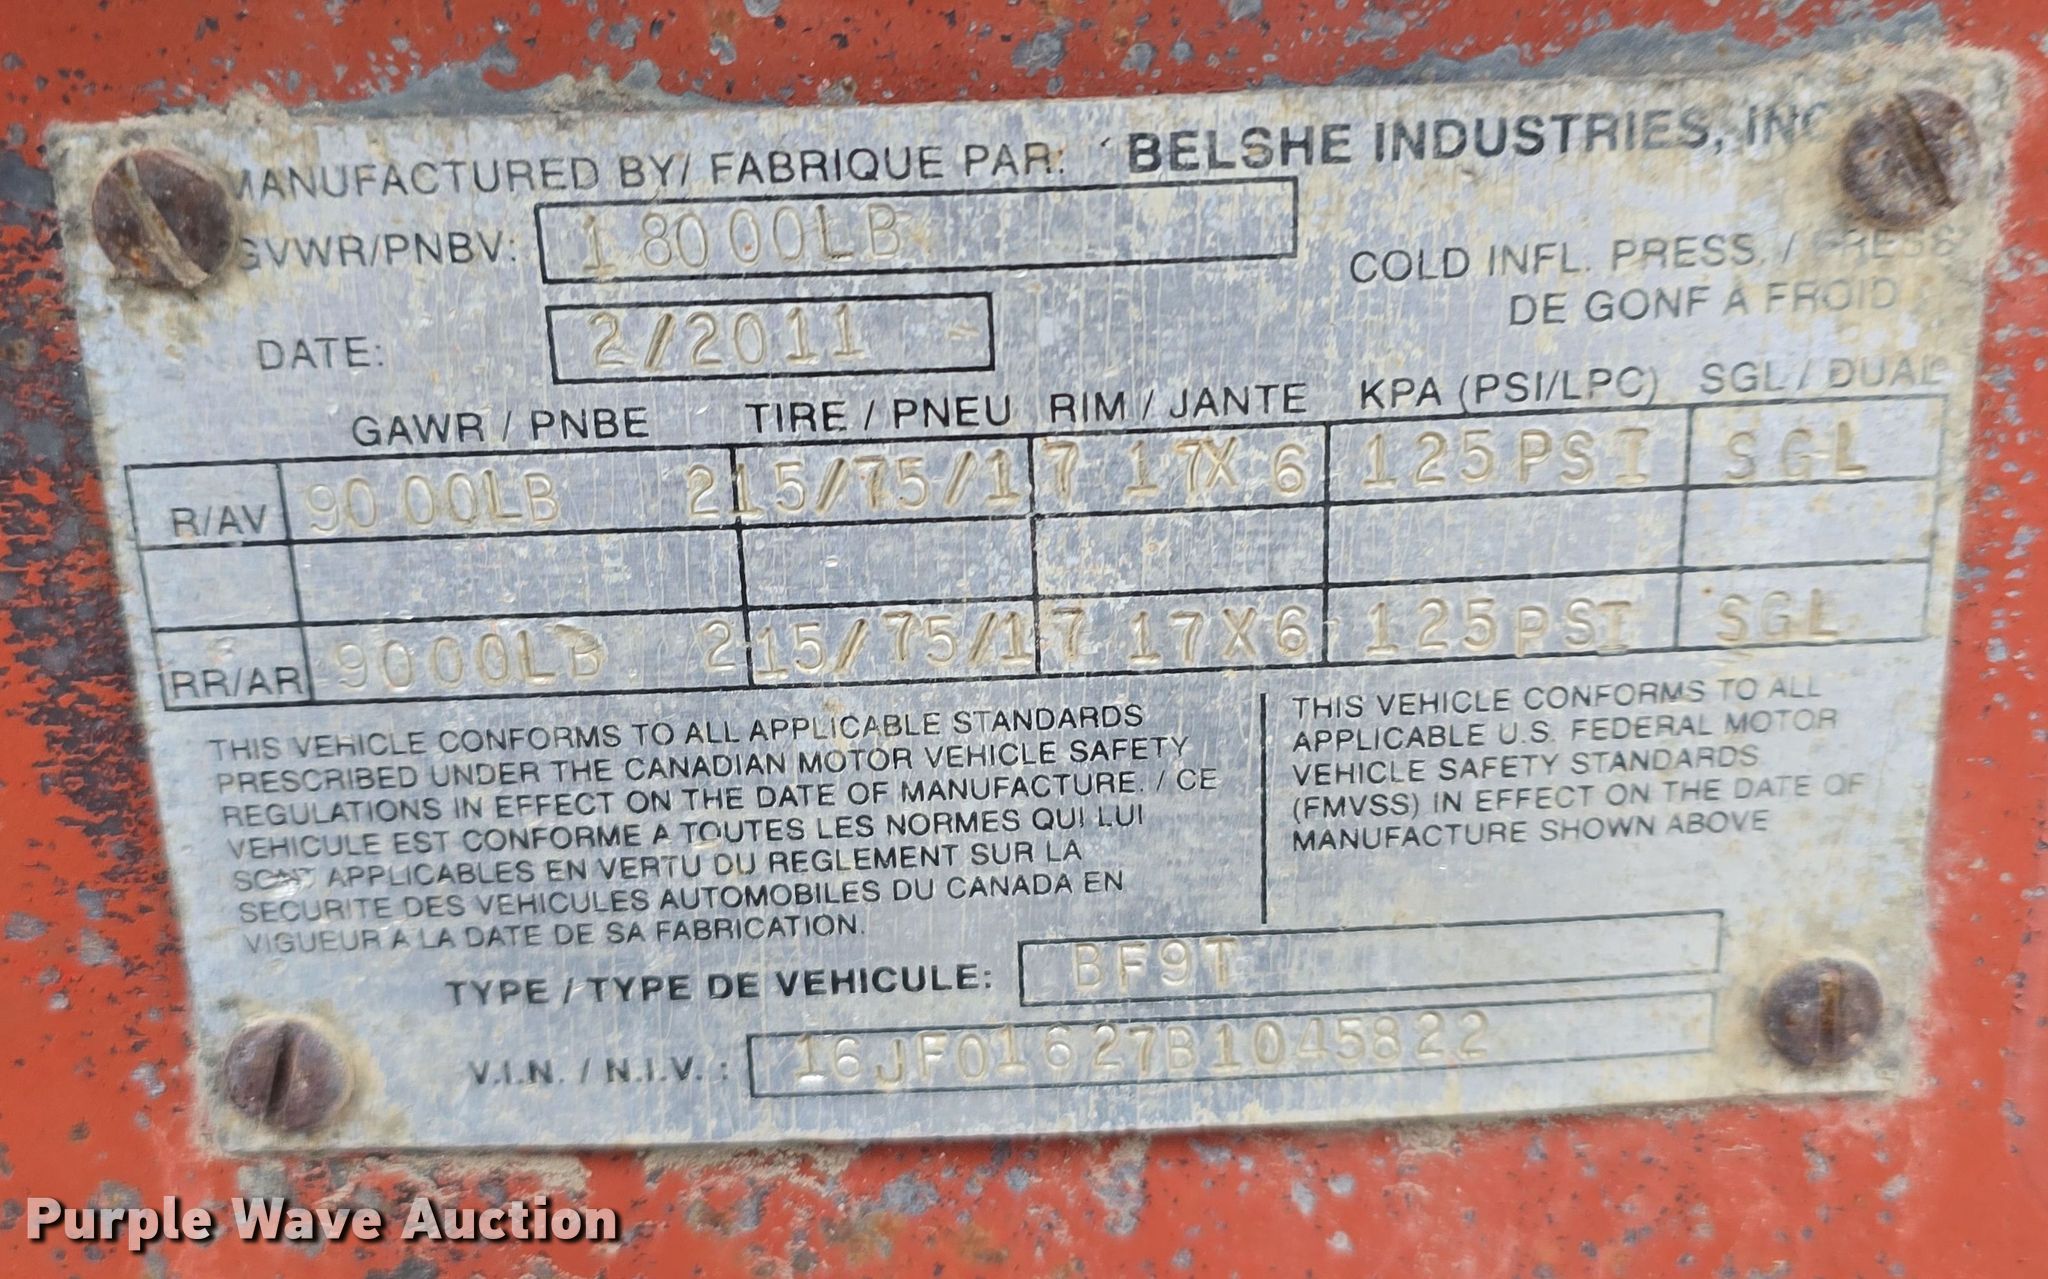 MANUFACTURED BY/ FABRIQUE PAR: BELSHE INDUSTRIES, INC
GVWR/PNBV: 18000LB
COLD INFL. PRESS. / PRESS
DE GONF A FROID
DATE: 2/2011
GAWR / PNBE TIRE / PNEU RIM / JANTE KPA (PSI/LPC) SGL / DUAL
R/AV 9000LB 215/75/17 17X6 125PSI SGL
RR/AR 9000LB 215/75/17 17X6 125PSI SGL
THIS VEHICLE CONFORMS TO ALL APPLICABLE STANDARDS
PRESCRIBED UNDER THE CANADIAN MOTOR VEHICLE SAFETY
REGULATIONS IN EFFECT ON THE DATE OF MANUFACTURE. / CE
VEHICULE EST CONFORME A TOUTES LES NORMES QUI LUI
SONT APPLICABLES EN VERTU DU REGLEMENT SUR LA
SECURITE DES VEHICULES AUTOMOBILES DU CANADA EN
VIGUEUR A LA DATE DE SA FABRICATION.
THIS VEHICLE CONFORMS TO ALL
APPLICABLE U.S. FEDERAL MOTOR
VEHICLE SAFETY STANDARDS
(FMVSS) IN EFFECT ON THE DATE OF
MANUFACTURE SHOWN ABOVE
TYPE / TYPE DE VEHICULE: BF9T
V.I.N. / N.I.V. : 16JF01627B1045822
Purple Wave Auction